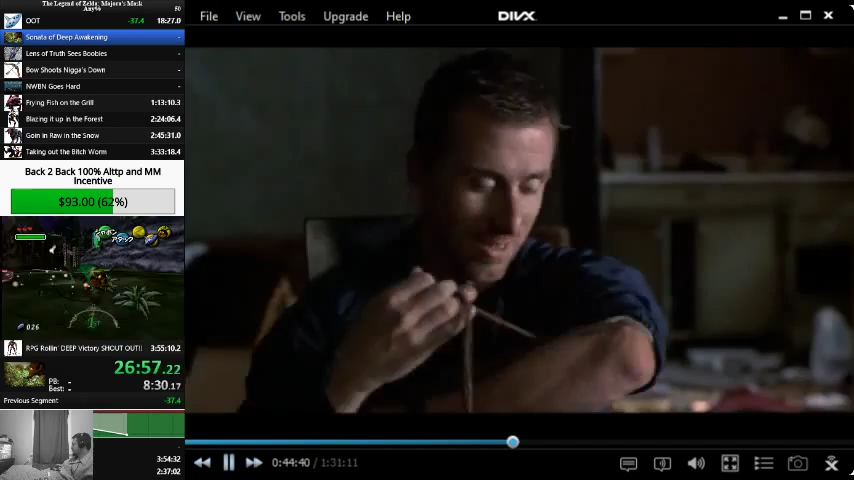 The Legend of Zelda: Majora's Mask
Any%
50
OOT -37.4 18:27.0
Sonata of Deep Awakening -
Lens of Truth Sees Boobies -
Bow Shoots Nigga's Down -
NWBN Goes Hard -
Frying Fish on the Grill 1:13:10.3
Blazing it up in the Forest 2:24:06.4
Goin in Raw in the Snow 2:45:31.0
Taking out the Bitch Worm 3:33:18.4
Back 2 Back 100% Alttp and MM
Incentive
$93.00 (62%)
026
RPG Rollin' DEEP Victory SHOUT OUT!! 3:55:10.2
26:57.22
PB: -
Best: -
8:30.17
Previous Segment -37.4
-
3:54:32
2:37:02
File View Tools Upgrade Help
DIVX
0:44:40 / 1:31:11